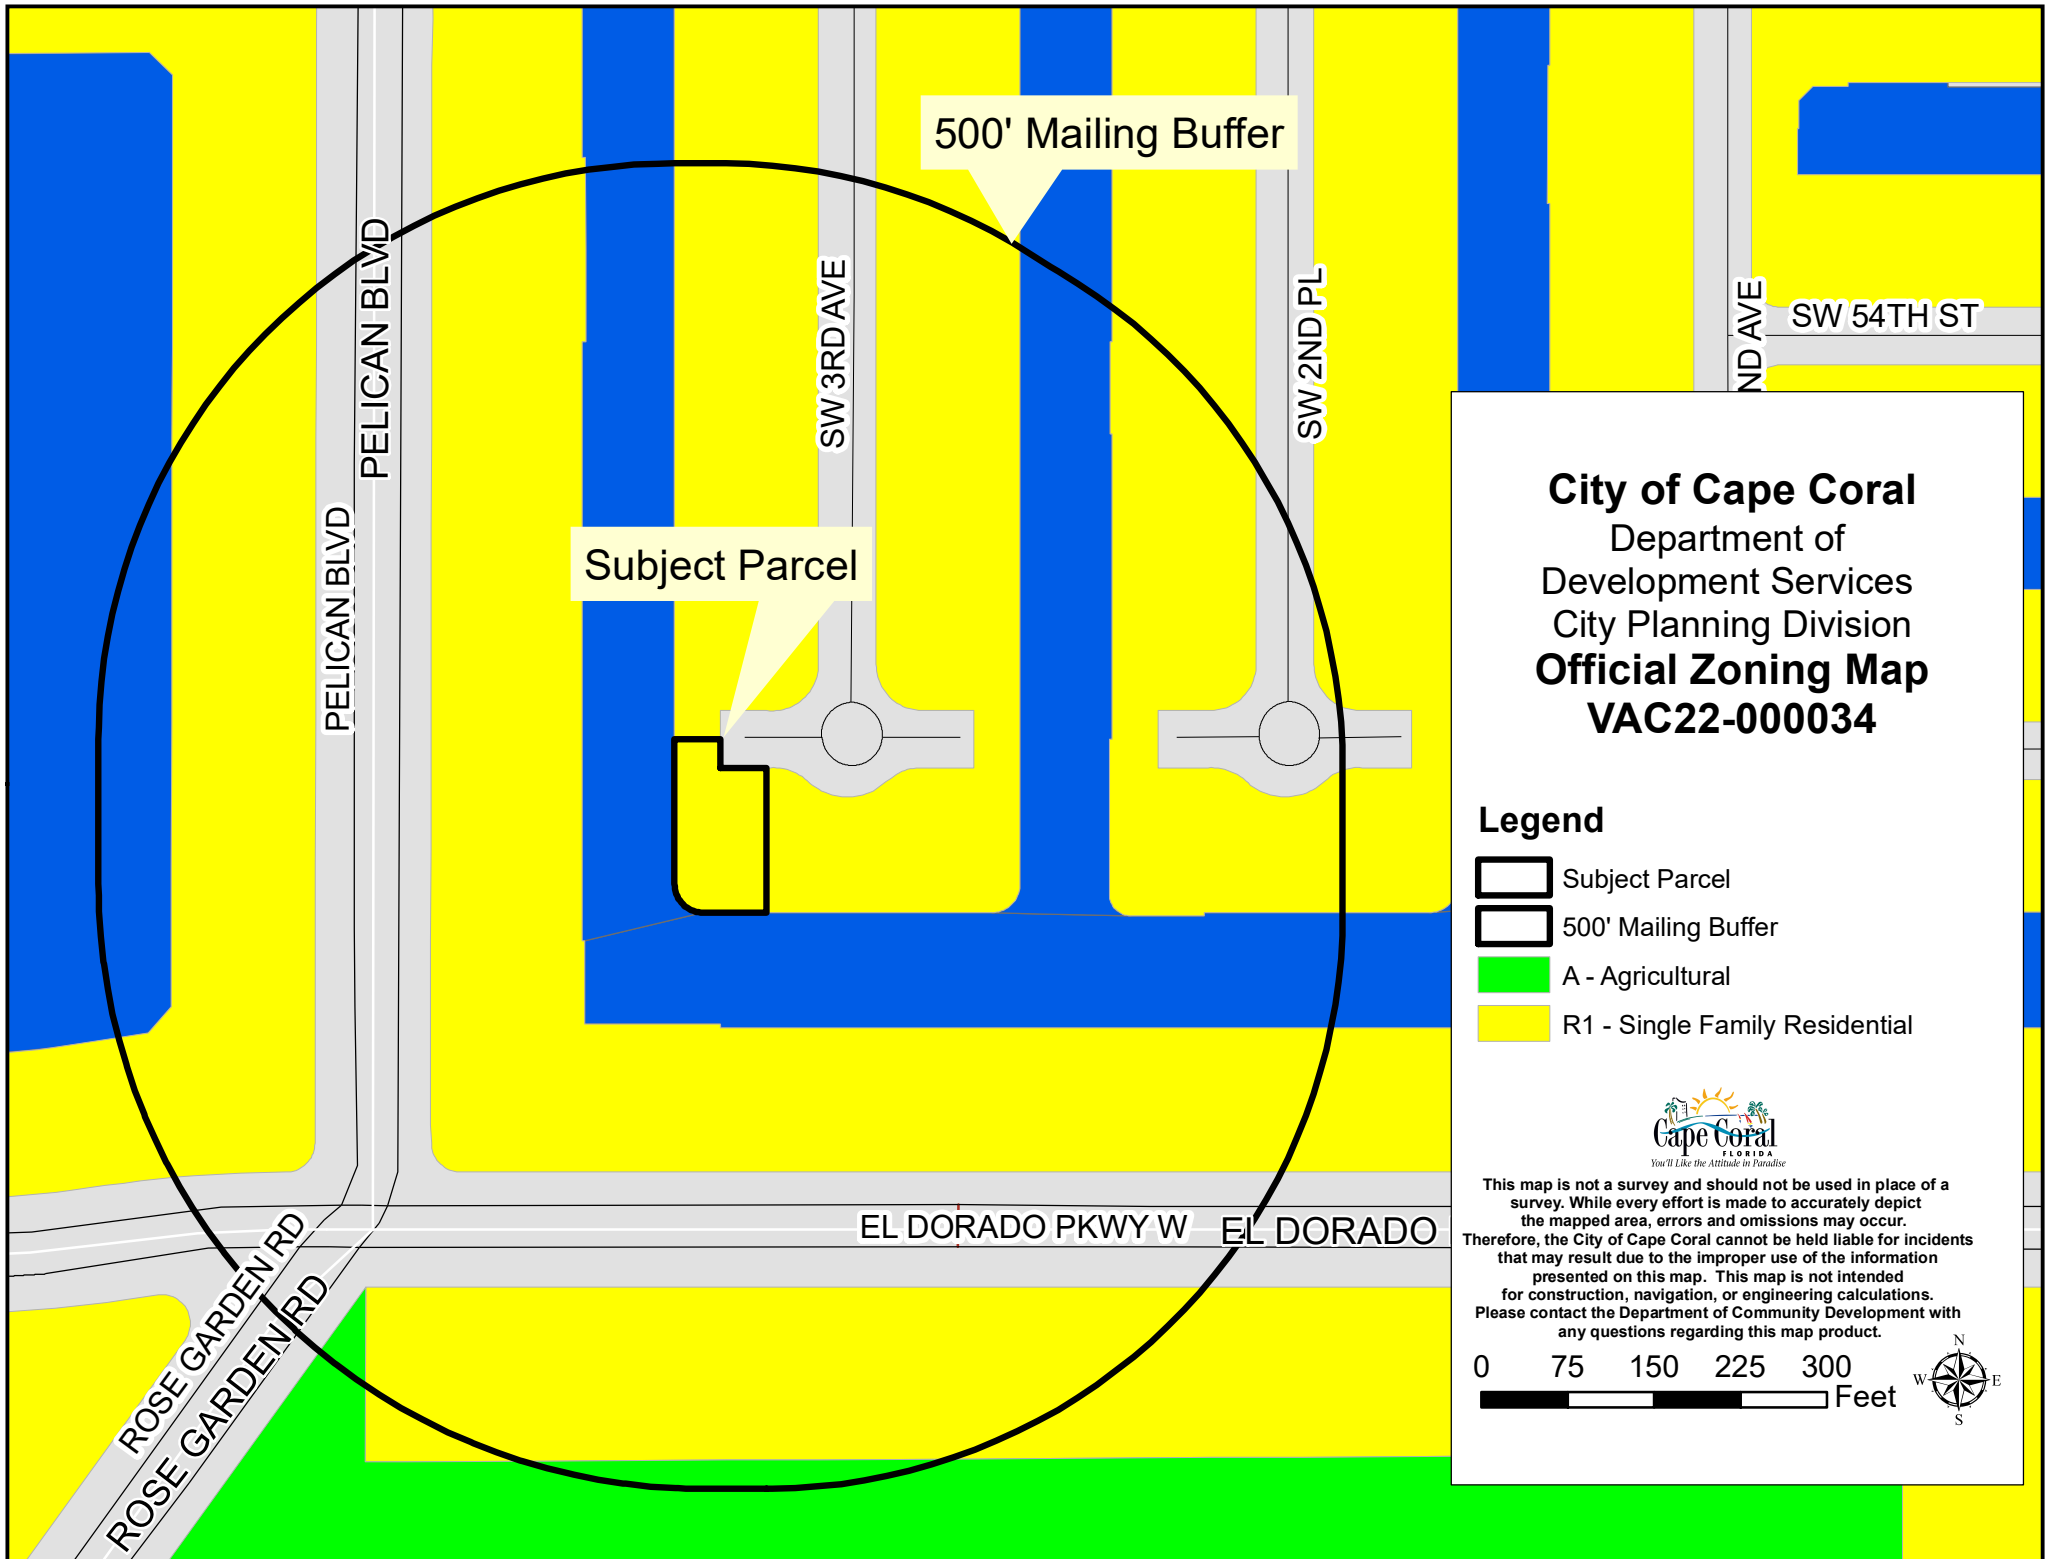 500' Mailing Buffer
PELICAN BLVD
SW 3RD AVE
SW 2ND PL
ND AVE
SW 54TH ST
PELICAN BLVD
Subject Parcel
City of Cape Coral
Department of
Development Services
City Planning Division
Official Zoning Map
VAC22-000034
Legend
Subject Parcel
500' Mailing Buffer
A - Agricultural
R1 - Single Family Residential
Cape Coral
FLORIDA
You'll Like the Attitude in Paradise
This map is not a survey and should not be used in place of a
survey. While every effort is made to accurately depict
the mapped area, errors and omissions may occur.
Therefore, the City of Cape Coral cannot be held liable for incidents
that may result due to the improper use of the information
presented on this map. This map is not intended
for construction, navigation, or engineering calculations.
Please contact the Department of Community Development with
any questions regarding this map product.
0 75 150 225 300
Feet
N
W E
S
EL DORADO PKWY W
EL DORADO
ROSE GARDEN RD
ROSE GARDEN RD